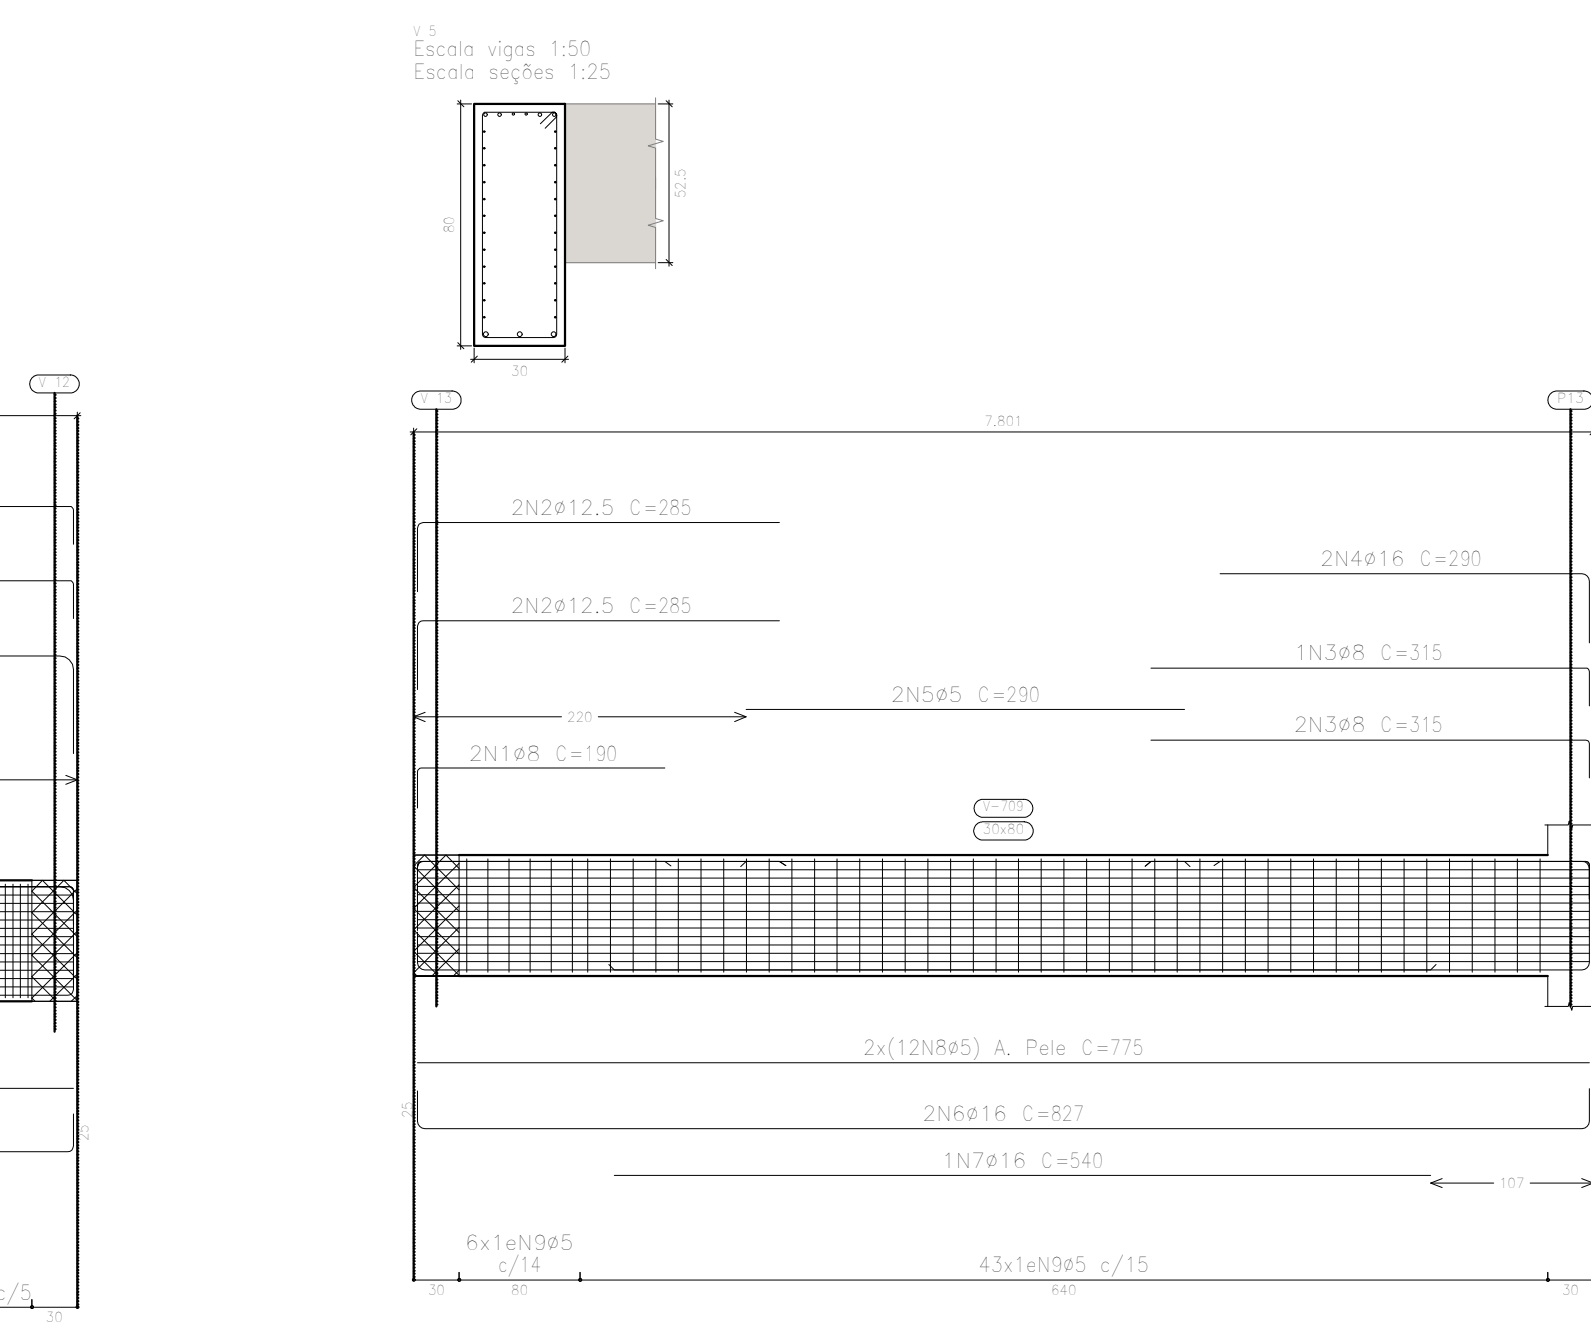 V 5
Escala vigas 1:50
Escala seções 1:25
80
52.5
30
V 12
V 13
P13
7.801
2N2ø12.5 C=285
2N4ø16 C=290
2N2ø12.5 C=285
1N3ø8 C=315
2N5ø5 C=290
220
2N3ø8 C=315
2N1ø8 C=190
V-709
30x80
2x(12N8ø5) A. Pele C=775
25
2N6ø16 C=827
25
1N7ø16 C=540
107
6x1eN9ø5
c/14
43x1eN9ø5 c/15
30
80
640
30
c/5
30